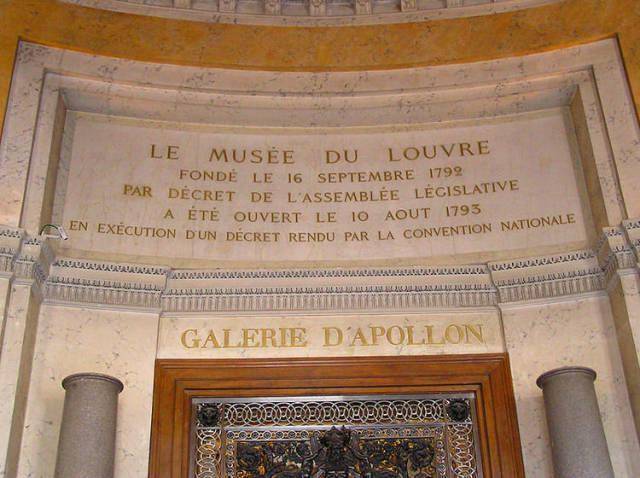 LE MUSÉE DU LOUVRE
FONDÉ LE 16 SEPTEMBRE 1792
PAR DÉCRET DE L'ASSEMBLÉE LÉGISLATIVE
A ÉTÉ OUVERT LE 10 AOUT 1793
EN EXÉCUTION D'UN DÉCRET RENDU PAR LA CONVENTION NATIONALE
GALERIE D'APOLLON